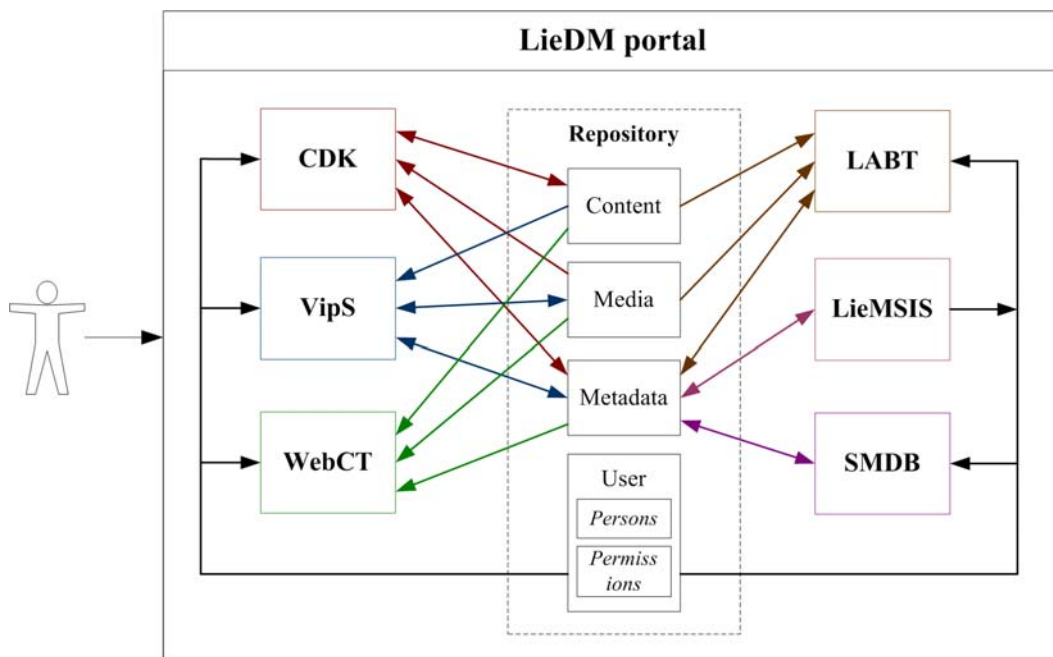 LieDM portal
Repository
CDK
Content
LABT
VipS
Media
LieMSIS
Metadata
WebCT
User
SMDB
Persons
Permiss
ions